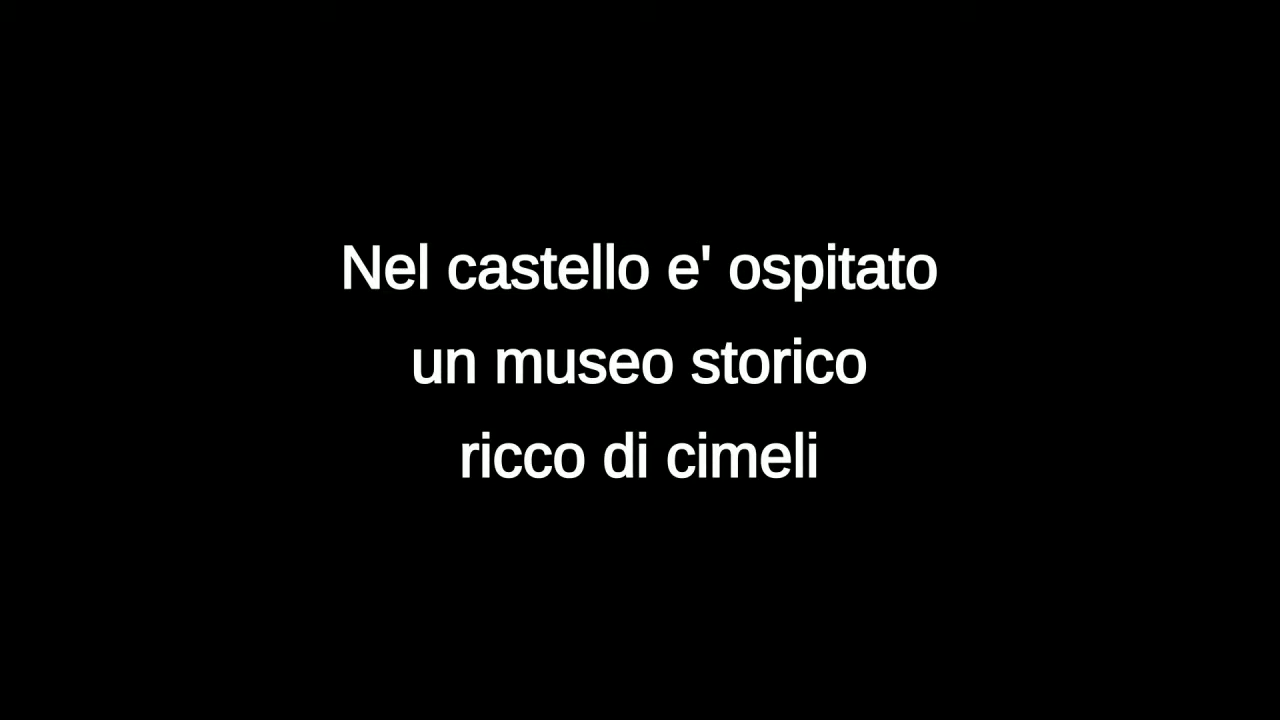 Nel castello e' ospitato
un museo storico
ricco di cimeli